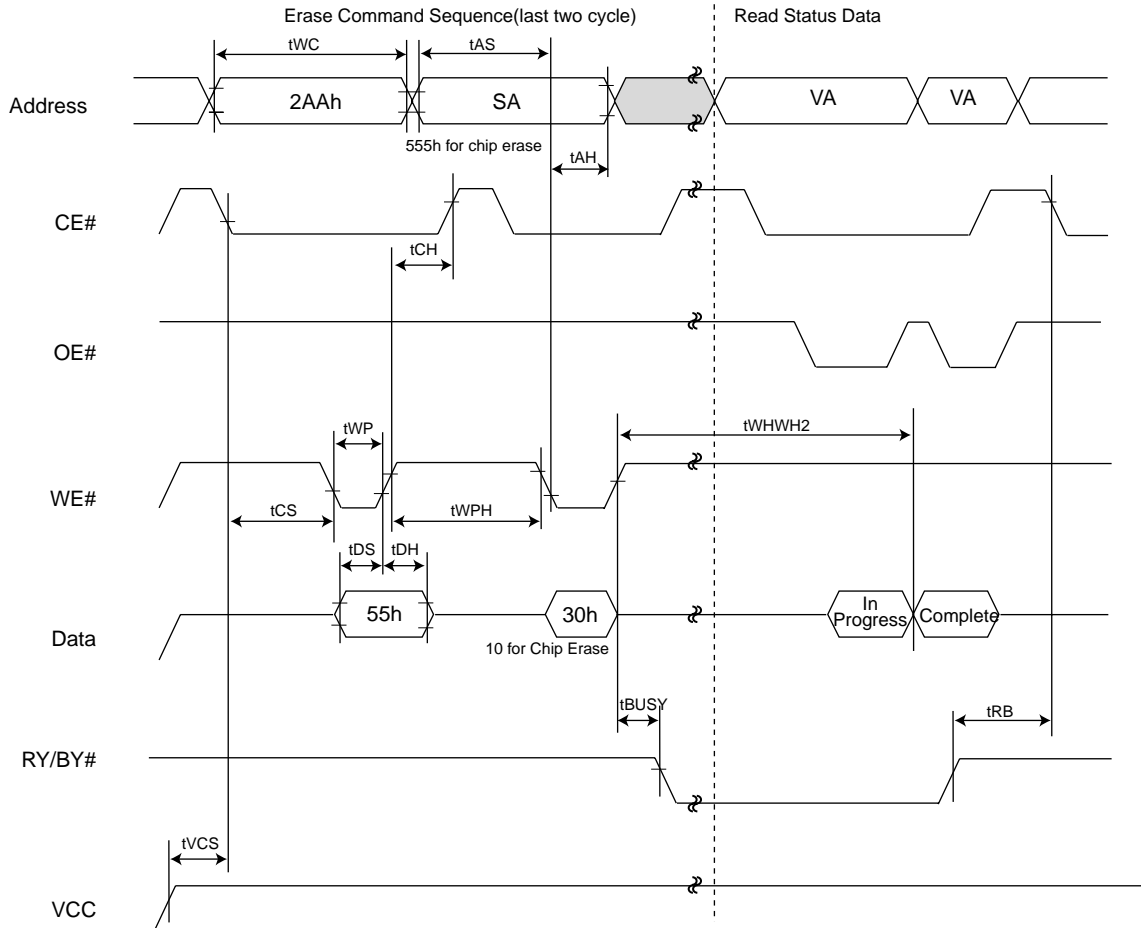 Erase Command Sequence(last two cycle)
Read Status Data
tWC
tAS
Address
2AAh
SA
VA
VA
555h for chip erase
tAH
CE#
tCH
OE#
tWP
tWHWH2
WE#
tCS
tWPH
tDS
tDH
Data
55h
30h
In
Progress
Complete
10 for Chip Erase
tBUSY
tRB
RY/BY#
tVCS
VCC